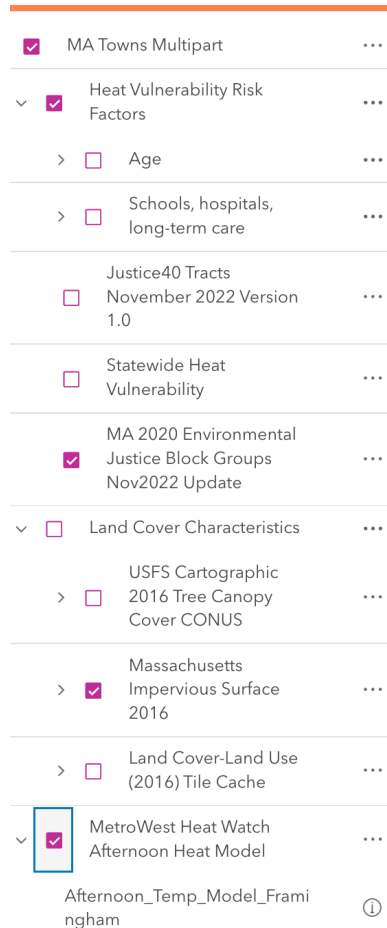 MA Towns Multipart
Heat Vulnerability Risk
Factors
Age
Schools, hospitals,
long-term care
Justice40 Tracts
November 2022 Version
1.0
Statewide Heat
Vulnerability
MA 2020 Environmental
Justice Block Groups
Nov2022 Update
Land Cover Characteristics
USFS Cartographic
2016 Tree Canopy
Cover CONUS
Massachusetts
Impervious Surface
2016
Land Cover-Land Use
(2016) Tile Cache
MetroWest Heat Watch
Afternoon Heat Model
Afternoon_Temp_Model_Frami
ngham